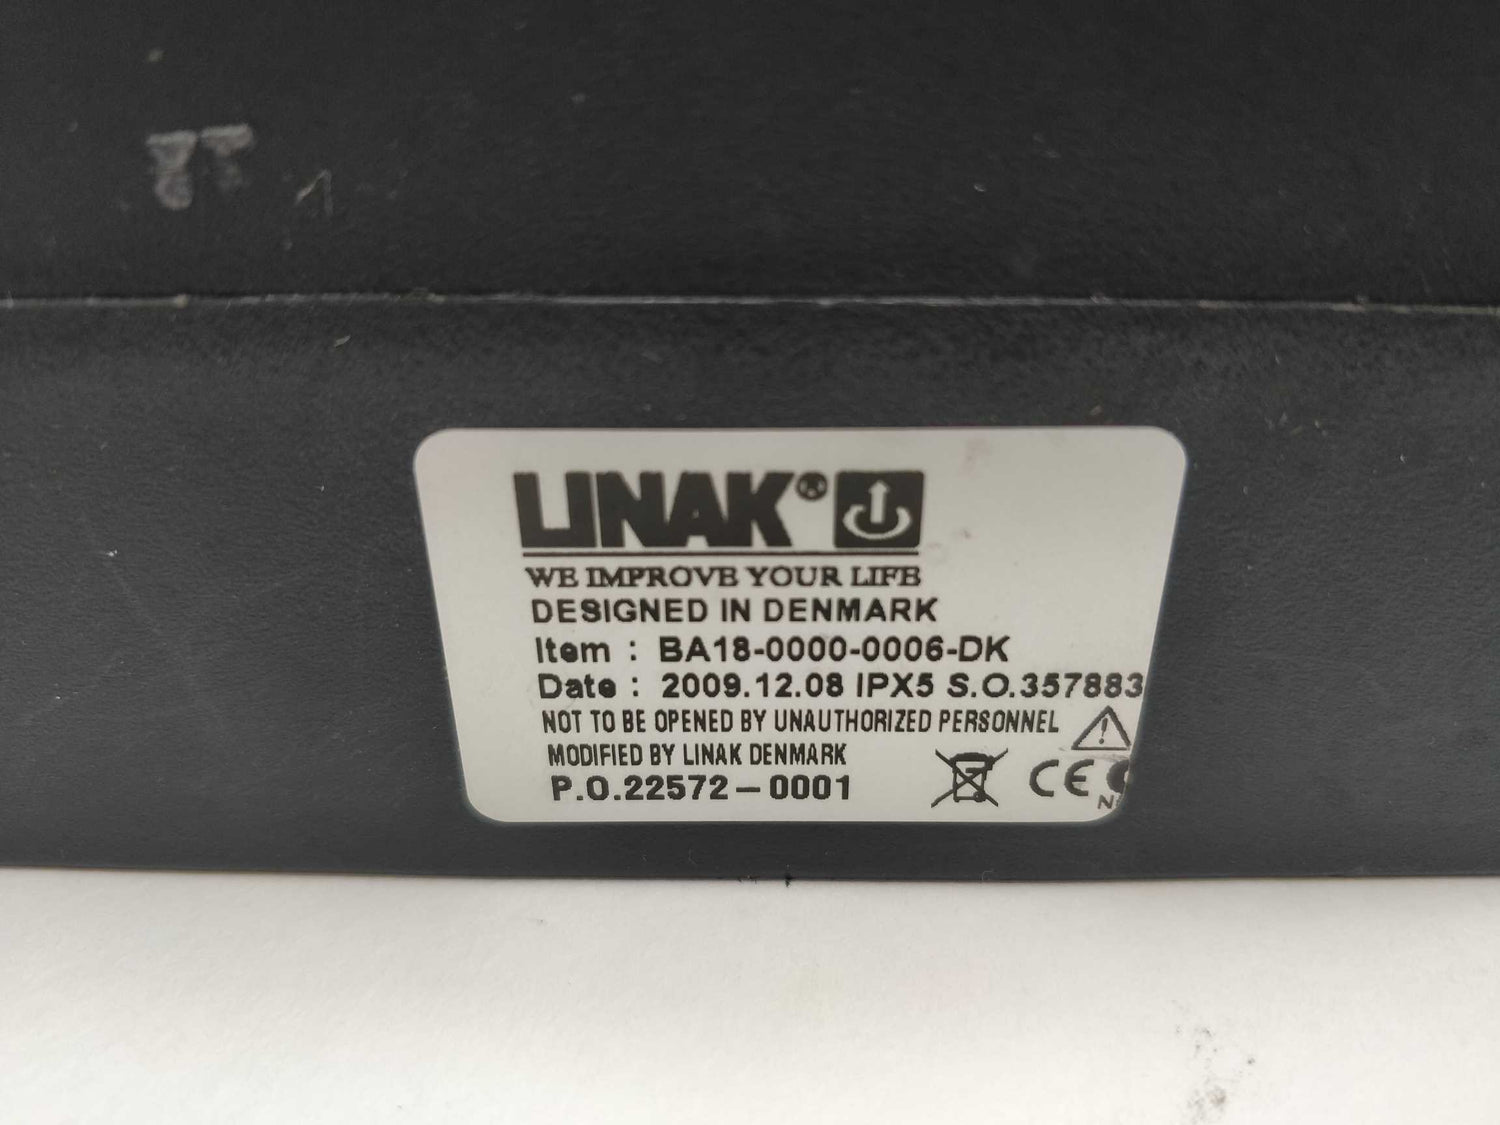 LINAK®
WE IMPROVE YOUR LIFE
DESIGNED IN DENMARK
Item : BA18-0000-0006-DK
Date : 2009.12.08 IPX5 S.O.357883
NOT TO BE OPENED BY UNAUTHORIZED PERSONNEL
MODIFIED BY LINAK DENMARK
P.O.22572-0001
CE